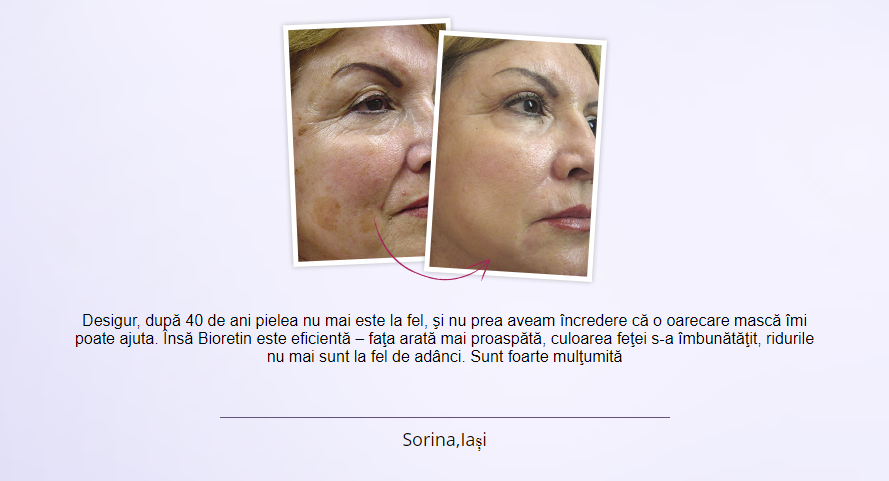 Desigur, după 40 de ani pielea nu mai este la fel, şi nu prea aveam încredere că o oarecare mască îmi
poate ajuta. Însă Bioretin este eficientă – faţa arată mai proaspătă, culoarea feţei s-a îmbunătăţit, ridurile
nu mai sunt la fel de adânci. Sunt foarte mulţumită
Sorina,Iași